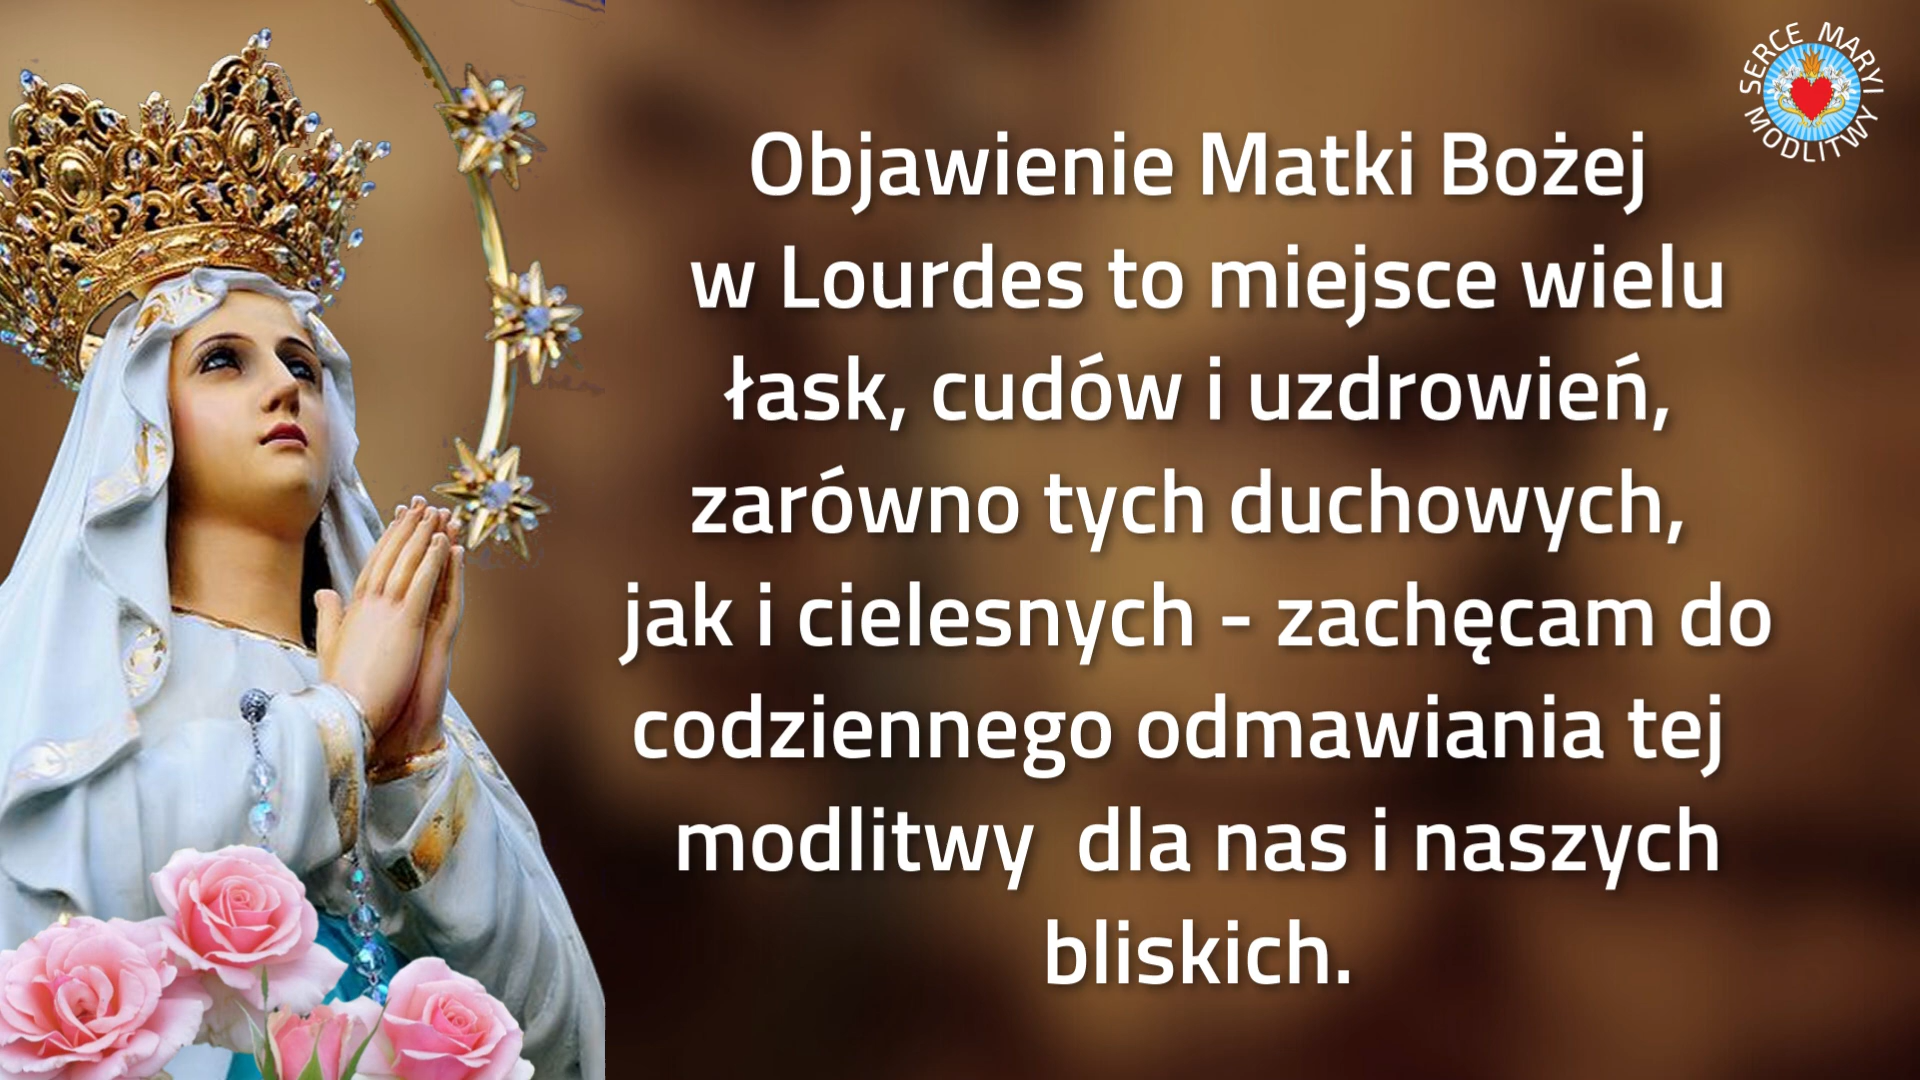 SERCE MARYI
MODLITWY
Objawienie Matki Bożej
w Lourdes to miejsce wielu
łask, cudów i uzdrowień,
zarówno tych duchowych,
jak i cielesnych - zachęcam do
codziennego odmawiania tej
modlitwy  dla nas i naszych
bliskich.